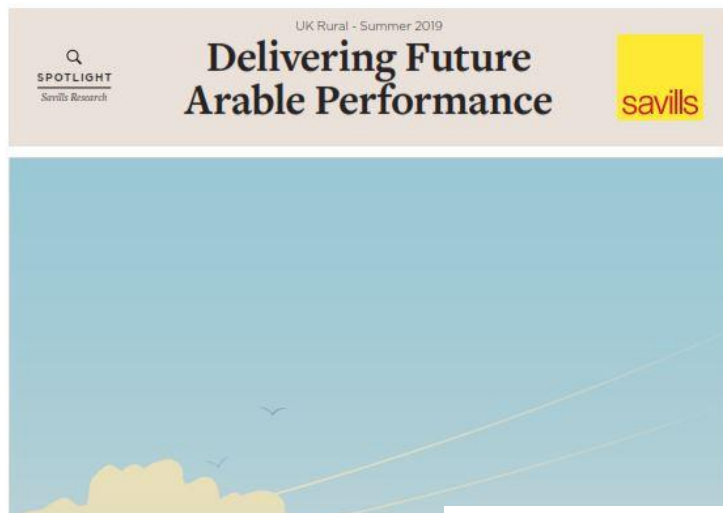 UK Rural - Summer 2019
Delivering Future
Arable Performance
SPOTLIGHT
Savills Research
savills